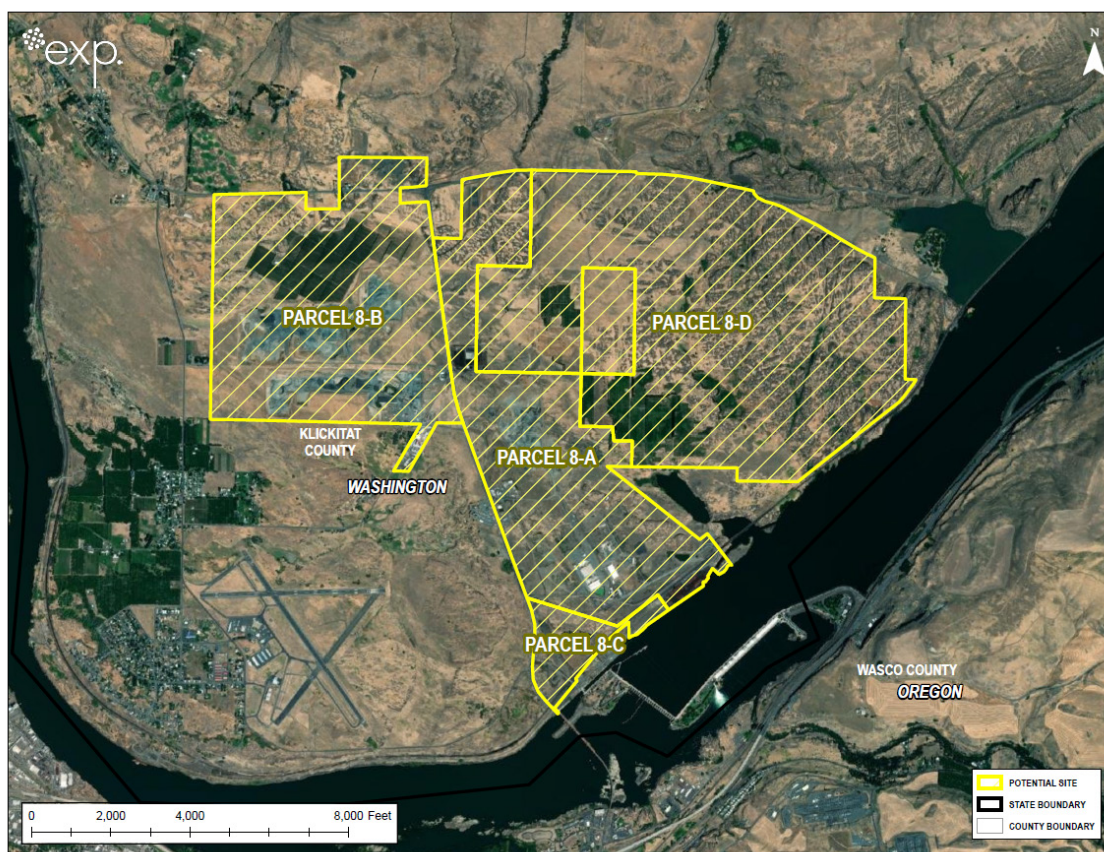 exp.
N
PARCEL 8-B
PARCEL 8-D
KLICKITAT
COUNTY
PARCEL 8-A
WASHINGTON
PARCEL 8-C
WASCO COUNTY
OREGON
POTENTIAL SITE
STATE BOUNDARY
COUNTY BOUNDARY
0 2,000 4,000 8,000 Feet